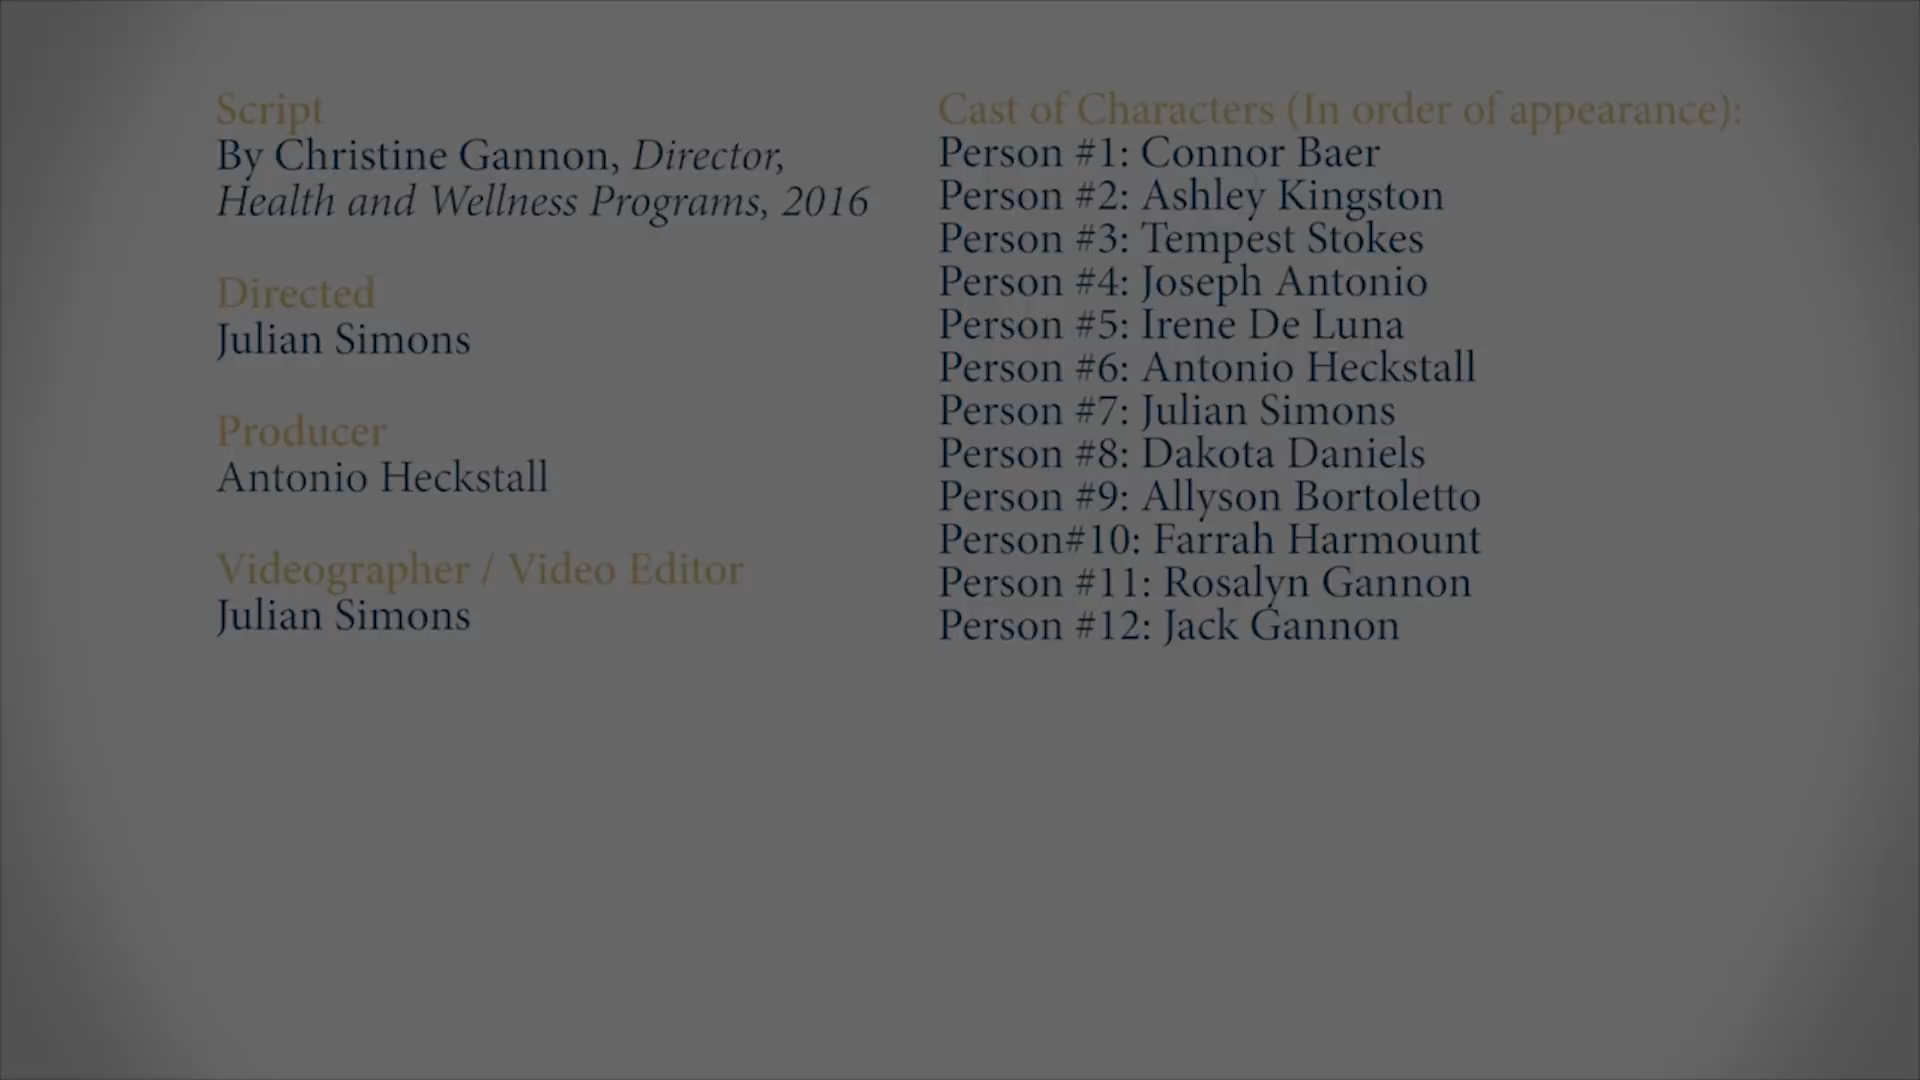 Script
By Christine Gannon, Director,
Health and Wellness Programs, 2016
Directed
Julian Simons
Producer
Antonio Heckstall
Videographer / Video Editor
Julian Simons
Cast of Characters (In order of appearance):
Person #1: Connor Baer
Person #2: Ashley Kingston
Person #3: Tempest Stokes
Person #4: Joseph Antonio
Person #5: Irene De Luna
Person #6: Antonio Heckstall
Person #7: Julian Simons
Person #8: Dakota Daniels
Person #9: Allyson Bortoletto
Person#10: Farrah Harmount
Person #11: Rosalyn Gannon
Person #12: Jack Gannon